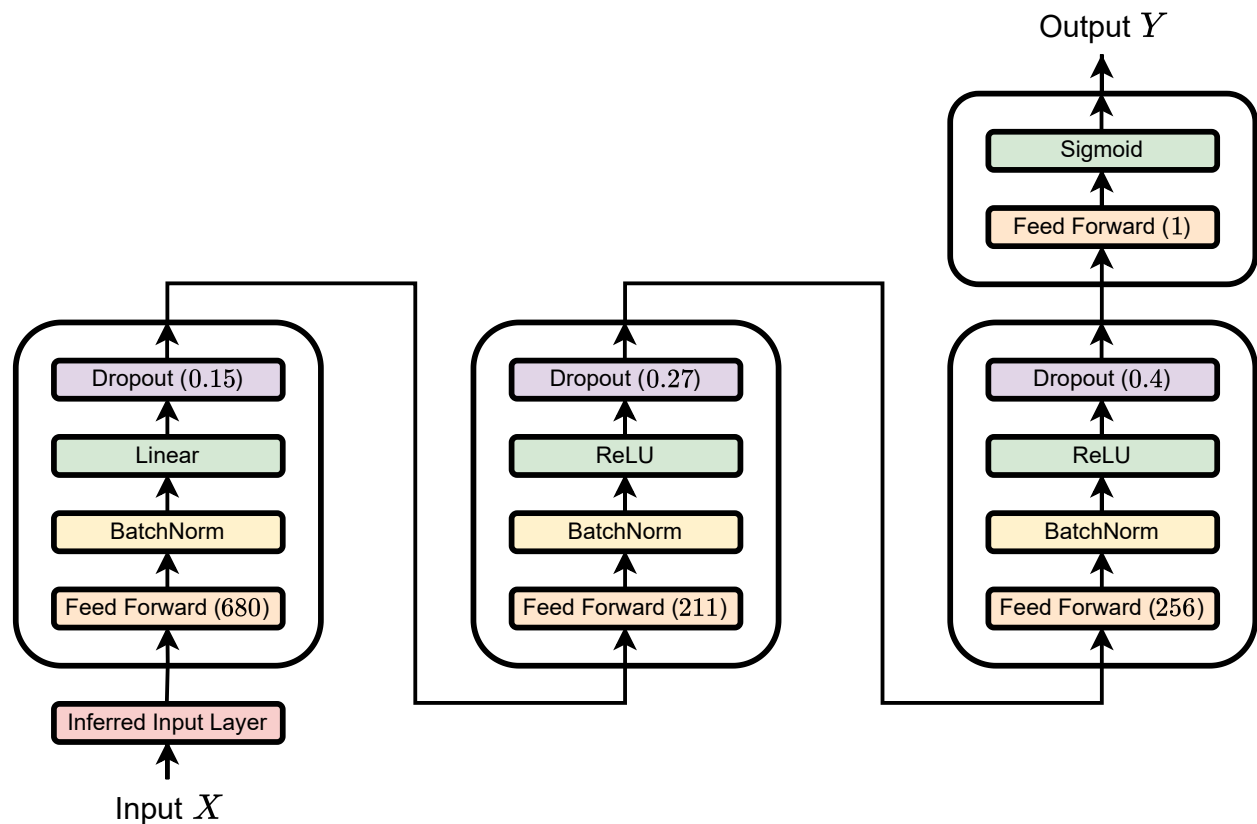 Output Y
Sigmoid
Feed Forward (1)
Dropout (0.15)
Linear
BatchNorm
Feed Forward (680)
Inferred Input Layer
Input X
Dropout (0.27)
ReLU
BatchNorm
Feed Forward (211)
Dropout (0.4)
ReLU
BatchNorm
Feed Forward (256)